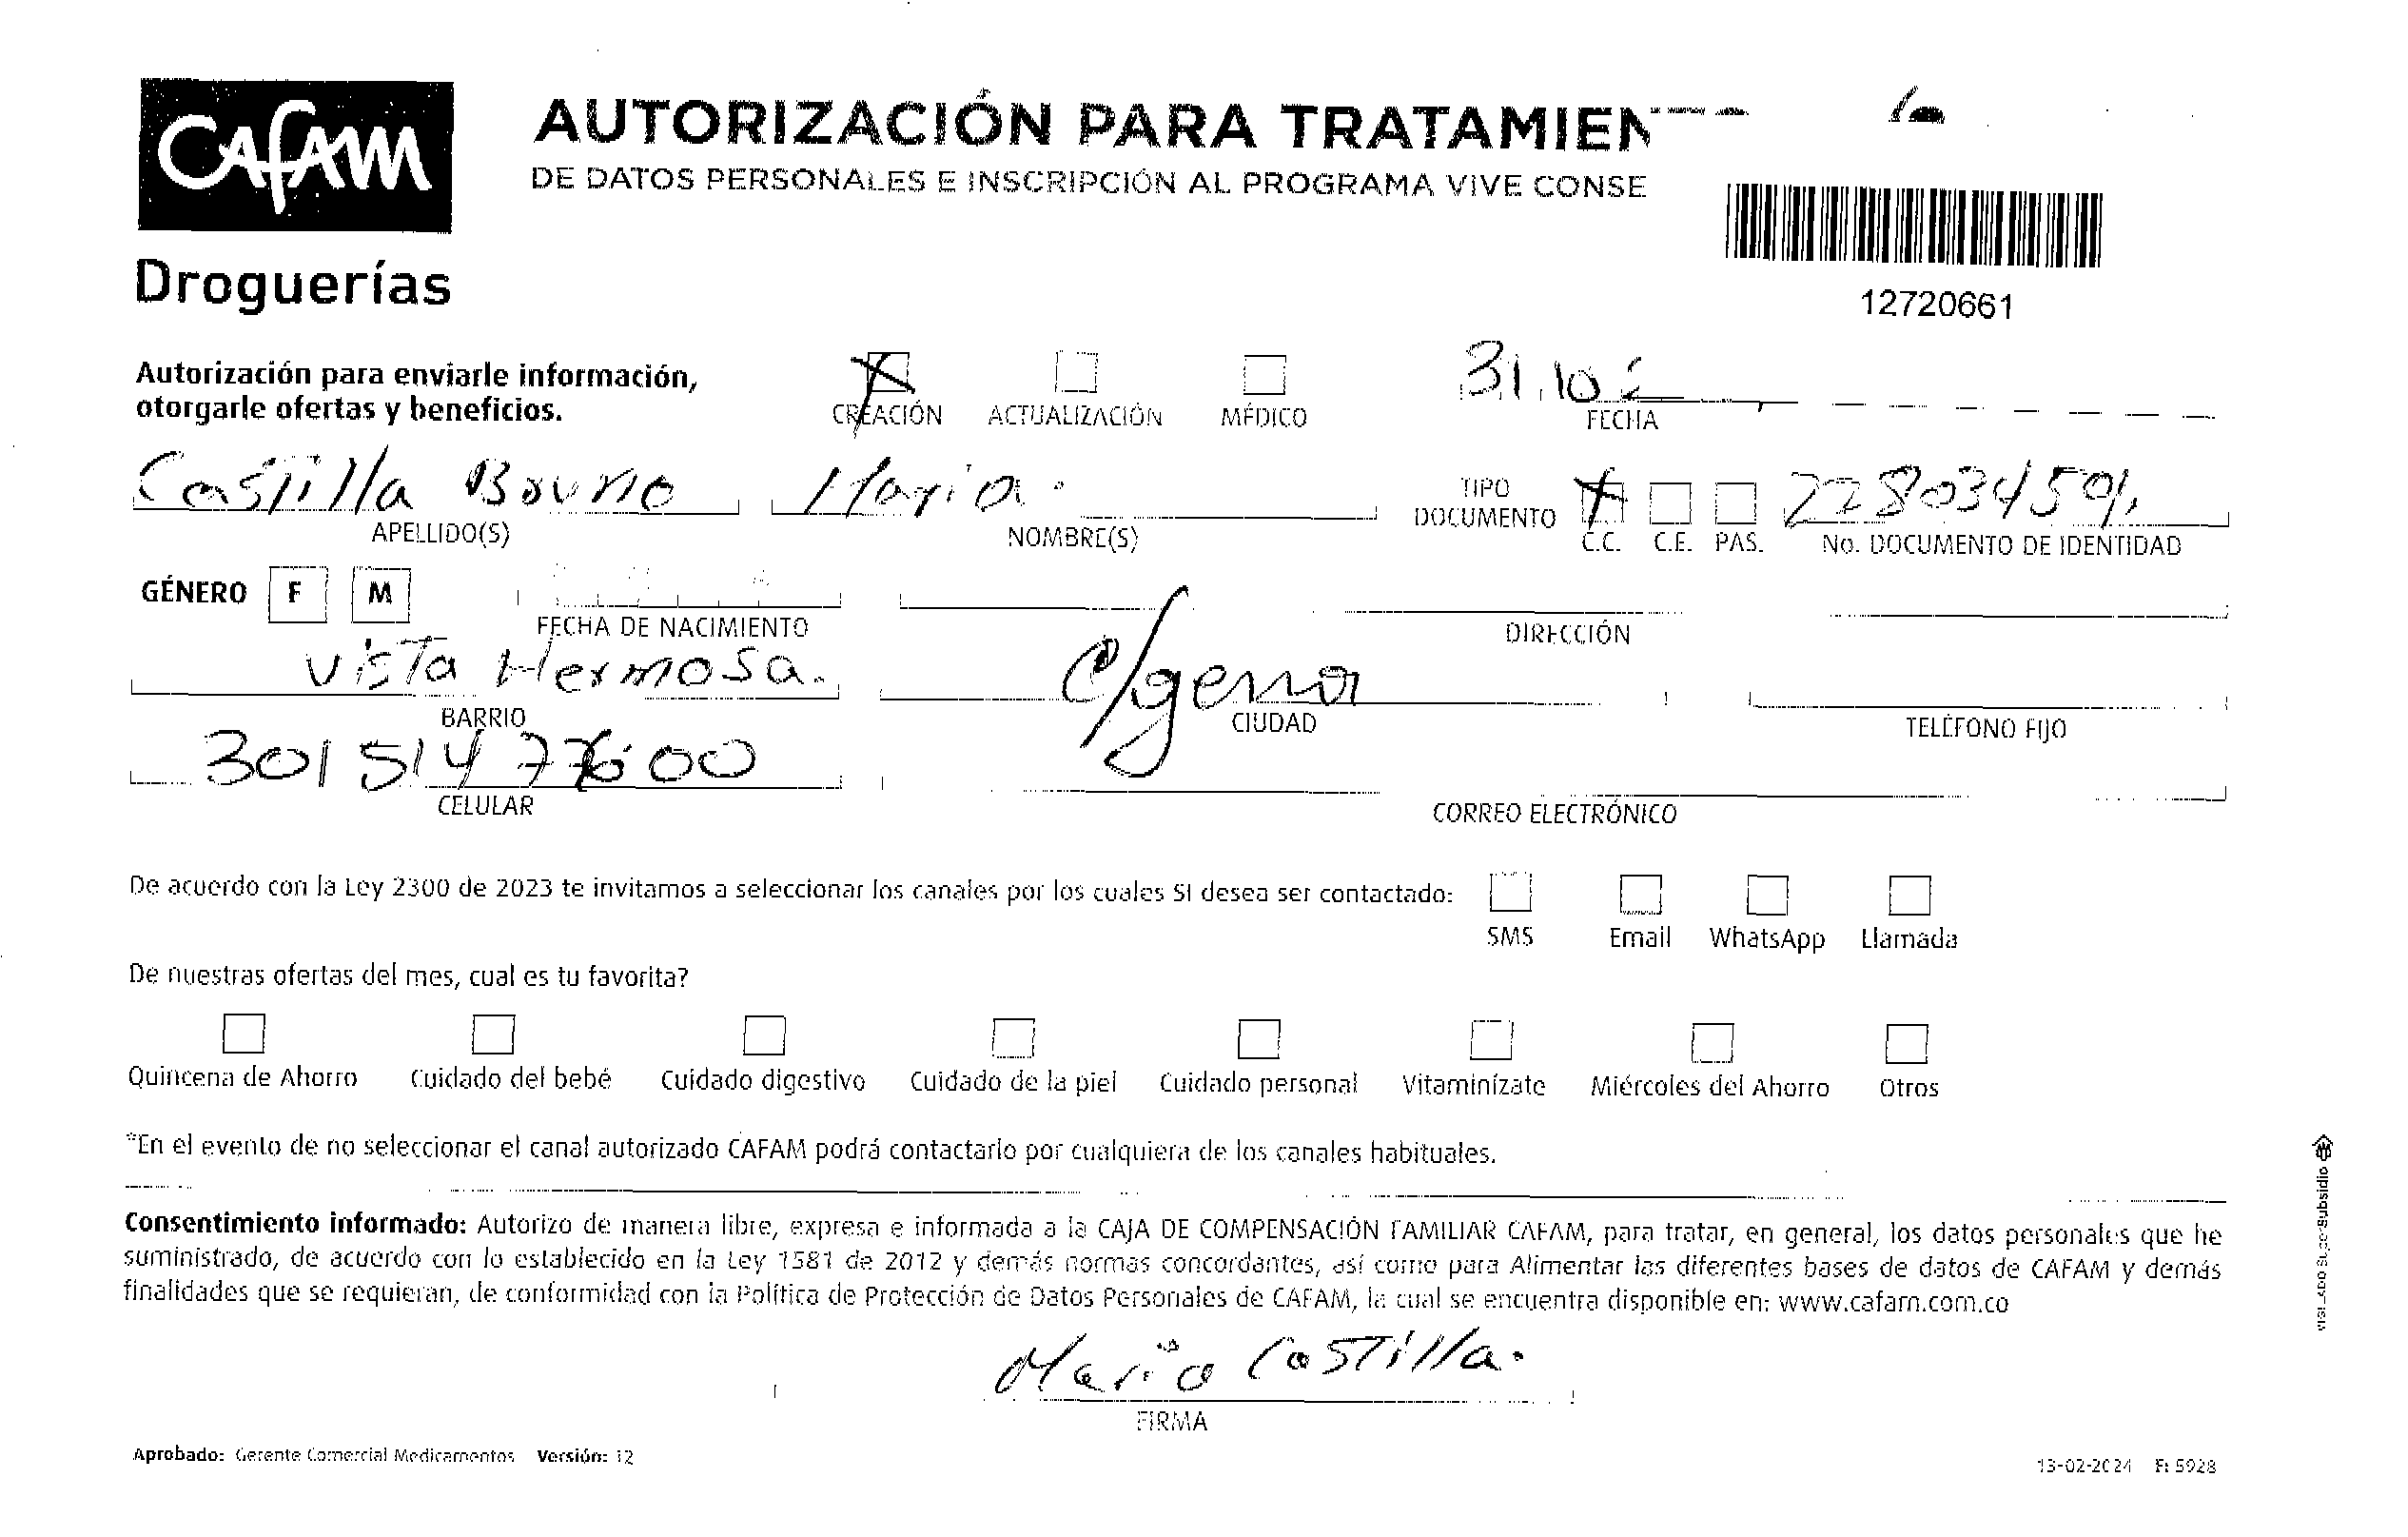 CAFAM
Droguerías
AUTORIZACIÓN PARA TRATAMIEN
DE DATOS PERSONALES E INSCRIPCIÓN AL PROGRAMA VIVE CONSE
12720661
Autorización para enviarle información,
otorgarle ofertas y beneficios.
CREACIÓN ACTUALIZACIÓN MÉDICO
31.10
FECHA
Castilla Maria
APELLIDO(S) NOMBRE(S)
TIPO
DOCUMENTO
C.C. C.E. PAS.
No. DOCUMENTO DE IDENTIDAD
GÉNERO F M
FECHA DE NACIMIENTO DIRECCIÓN
Vista Hermosa. C/gena
BARRIO CIUDAD TELÉFONO FIJO
CELULAR CORREO ELECTRÓNICO
De acuerdo con la Ley 2300 de 2023 te invitamos a seleccionar los canales por los cuales SI desea ser contactado:
SMS Email WhatsApp Llamada
De nuestras ofertas del mes, cual es tu favorita?
Quincena de Ahorro Cuidado del bebé Cuidado digestivo Cuidado de la piel Cuidado personal Vitaminízate Miércoles del Ahorro Otros
*En el evento de no seleccionar el canal autorizado CAFAM podrá contactarlo por cualquiera de los canales habituales.
Consentimiento informado: Autorizo de manera libre, expresa e informada a la CAJA DE COMPENSACIÓN FAMILIAR CAFAM, para tratar, en general, los datos personales que he
suministrado, de acuerdo con lo establecido en la Ley 1581 de 2012 y demás normas concordantes, así como para Alimentar las diferentes bases de datos de CAFAM y demás
finalidades que se requieran, de conformidad con la Política de Protección de Datos Personales de CAFAM, la cual se encuentra disponible en: www.cafam.com.co
Maria Castilla.
FIRMA
Aprobado: Gerente Comercial Medicamentos Versión: 12
13-02-2024 F: 5928
VIGILADO SuperSubsidio